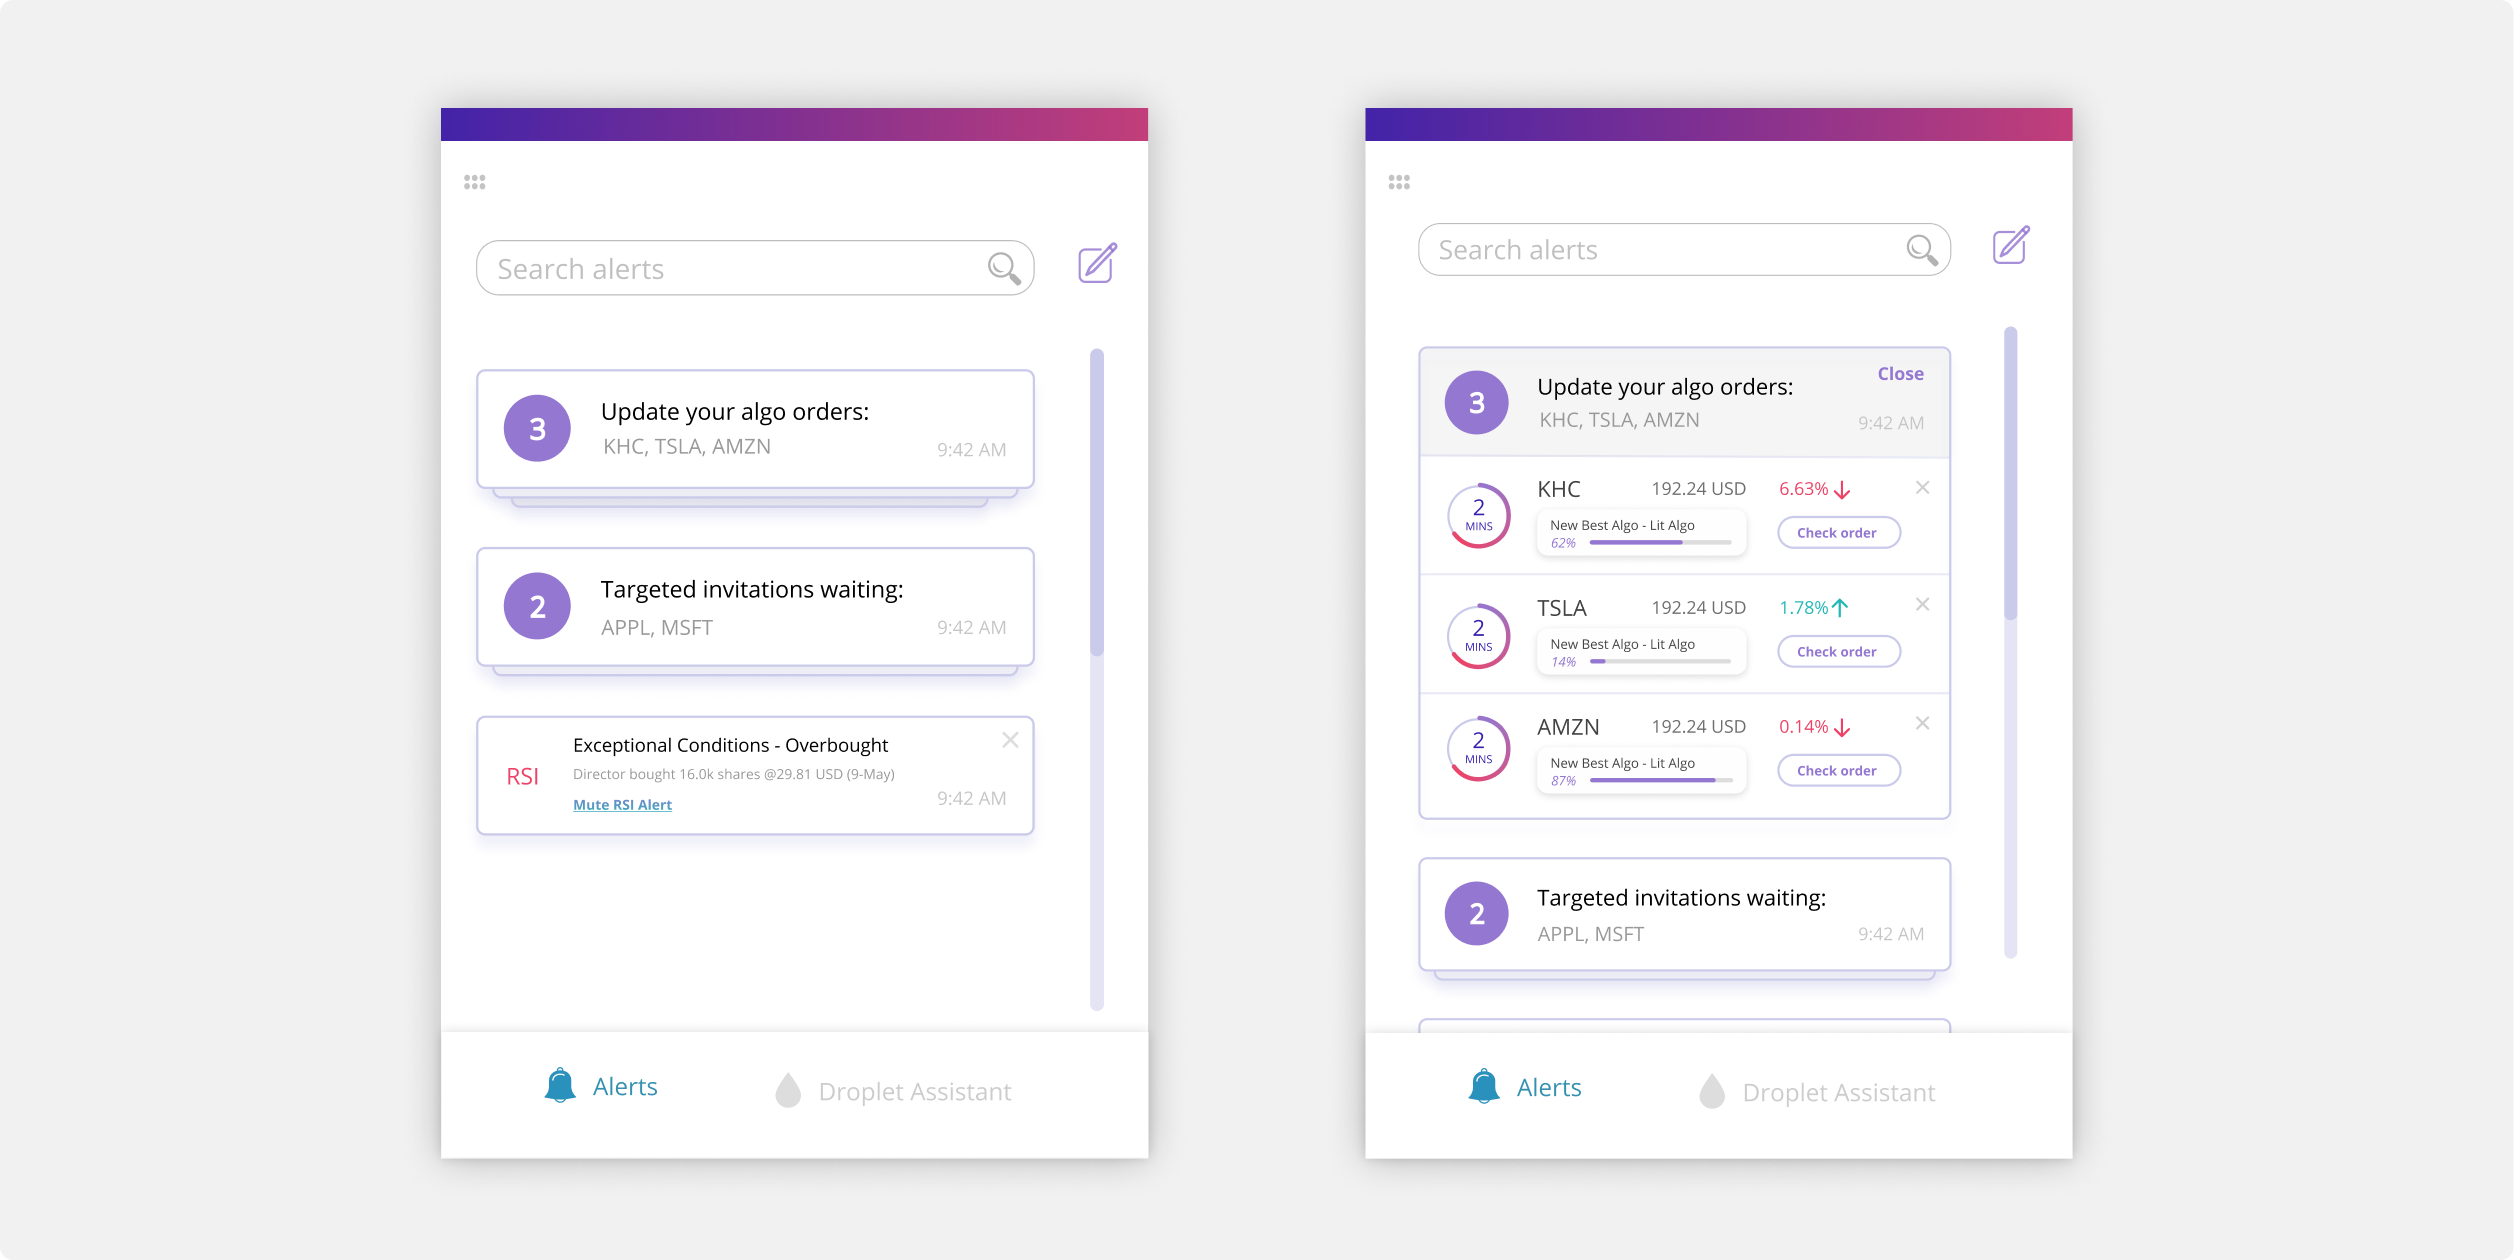 Search alerts
3
Update your algo orders:
KHC, TSLA, AMZN
9:42 AM
2
Targeted invitations waiting:
APPL, MSFT
9:42 AM
RSI
Exceptional Conditions - Overbought
Director bought 16.0k shares @29.81 USD (9-May)
Mute RSI Alert
9:42 AM
Alerts
Droplet Assistant
Search alerts
3
Update your algo orders:
Close
KHC, TSLA, AMZN
9:42 AM
2
MINS
KHC
192.24 USD
6.63%
New Best Algo - Lit Algo
62%
Check order
2
MINS
TSLA
192.24 USD
1.78%
New Best Algo - Lit Algo
14%
Check order
2
MINS
AMZN
192.24 USD
0.14%
New Best Algo - Lit Algo
87%
Check order
2
Targeted invitations waiting:
APPL, MSFT
9:42 AM
Alerts
Droplet Assistant